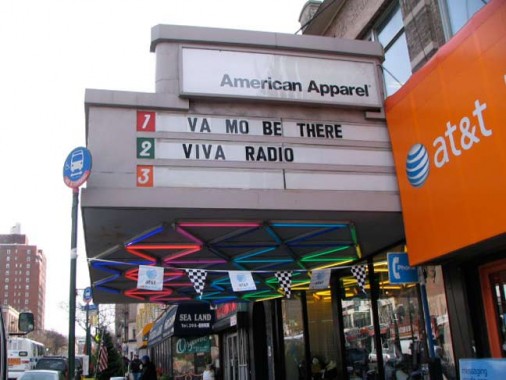 American Apparel
1 VA MO BE THERE
2 VIVA RADIO
3
at&t
SEA LAND